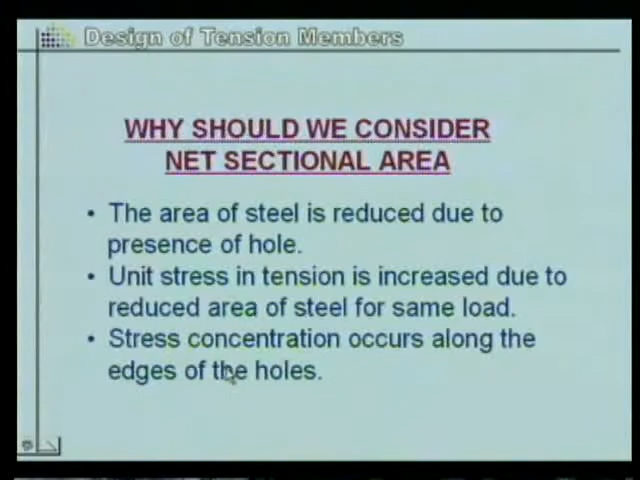 Design of Tension Members
WHY SHOULD WE CONSIDER
NET SECTIONAL AREA
• The area of steel is reduced due to
presence of hole.
• Unit stress in tension is increased due to
reduced area of steel for same load.
• Stress concentration occurs along the
edges of the holes.